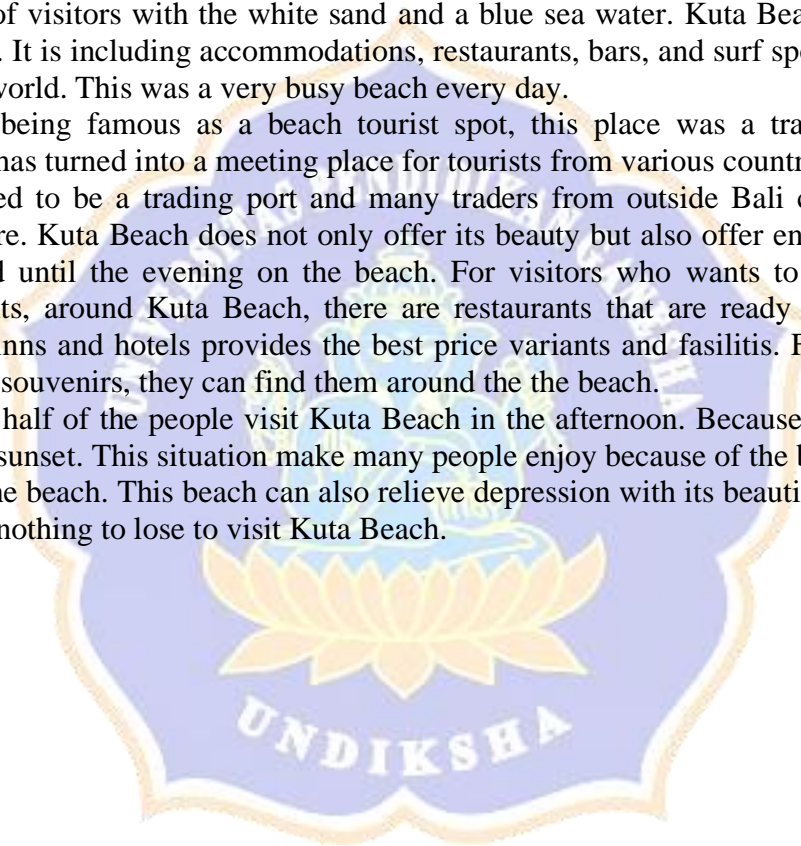 of visitors with the white sand and a blue sea water. Kuta Bea
. It is including accommodations, restaurants, bars, and surf spo
world. This was a very busy beach every day.
being famous as a beach tourist spot, this place was a tra
has turned into a meeting place for tourists from various countr
ed to be a trading port and many traders from outside Bali c
re. Kuta Beach does not only offer its beauty but also offer en
d until the evening on the beach. For visitors who wants to
ts, around Kuta Beach, there are restaurants that are ready
inns and hotels provides the best price variants and fasilitis. F
souvenirs, they can find them around the the beach.
half of the people visit Kuta Beach in the afternoon. Because
sunset. This situation make many people enjoy because of the b
he beach. This beach can also relieve depression with its beauti
nothing to lose to visit Kuta Beach.
UNIVERSITAS PENDIDIKAN GANESHA
UNDIKSHA